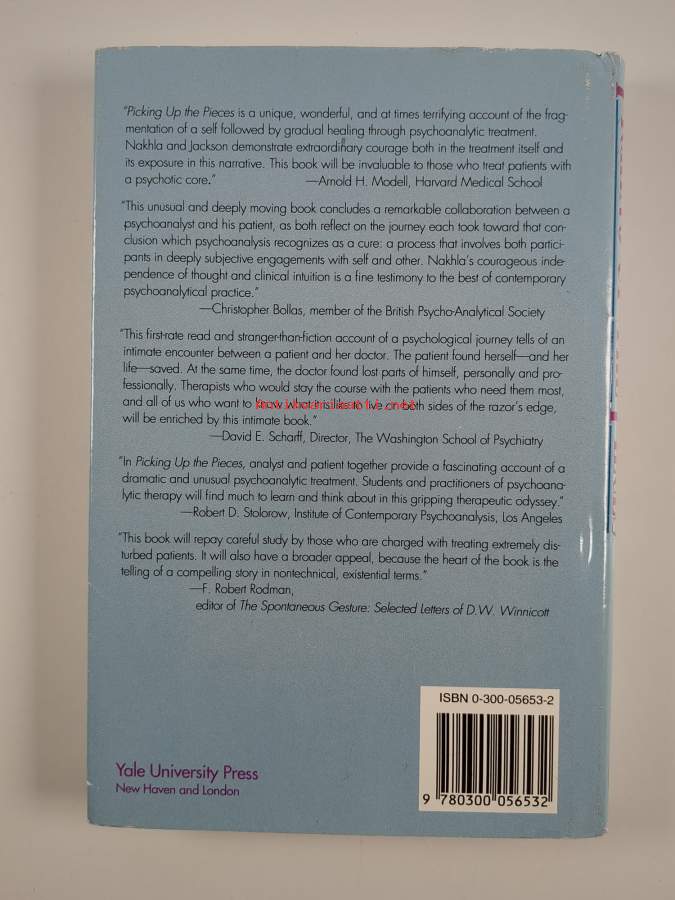 "Picking Up the Pieces is a unique, wonderful, and at times terrifying account of the frag-
mentation of a self followed by gradual healing through psychoanalytic treatment.
Nakhla and Jackson demonstrate extraordinary courage both in the treatment itself and
its exposure in this narrative. This book will be invaluable to those who treat patients with
a psychotic core."
—Arnold H. Modell, Harvard Medical School
"This unusual and deeply moving book concludes a remarkable collaboration between a
psychoanalyst and his patient, as both reflect on the journey each took toward that con-
clusion which psychoanalysis recognizes as a cure: a process that involves both partici-
pants in deeply subjective engagements with self and other. Nakhla's courageous inde-
pendence of thought and clinical intuition is a fine testimony to the best of contemporary
psychoanalytical practice."
—Christopher Bollas, member of the British Psycho-Analytical Society
"This first-rate read and stranger-than-fiction account of a psychological journey tells of an
intimate encounter between a patient and her doctor. The patient found herself—and her
life—saved. At the same time, the doctor found lost parts of himself, personally and pro-
fessionally. Therapists who would stay the course with the patients who need them most,
and all of us who want to know what it is like to live on both sides of the razor's edge,
will be enriched by this intimate book."
—David E. Scharff, Director, The Washington School of Psychiatry
"In Picking Up the Pieces, analyst and patient together provide a fascinating account of a
dramatic and unusual psychoanalytic treatment. Students and practitioners of psychoana-
lytic therapy will find much to learn and think about in this gripping therapeutic odyssey."
—Robert D. Stolorow, Institute of Contemporary Psychoanalysis, Los Angeles
"This book will repay careful study by those who are charged with treating extremely dis-
turbed patients. It will also have a broader appeal, because the heart of the book is the
telling of a compelling story in nontechnical, existential terms."
—F. Robert Rodman,
editor of The Spontaneous Gesture: Selected Letters of D.W. Winnicott
ISBN 0-300-05653-2
9 780300 056532
Yale University Press
New Haven and London